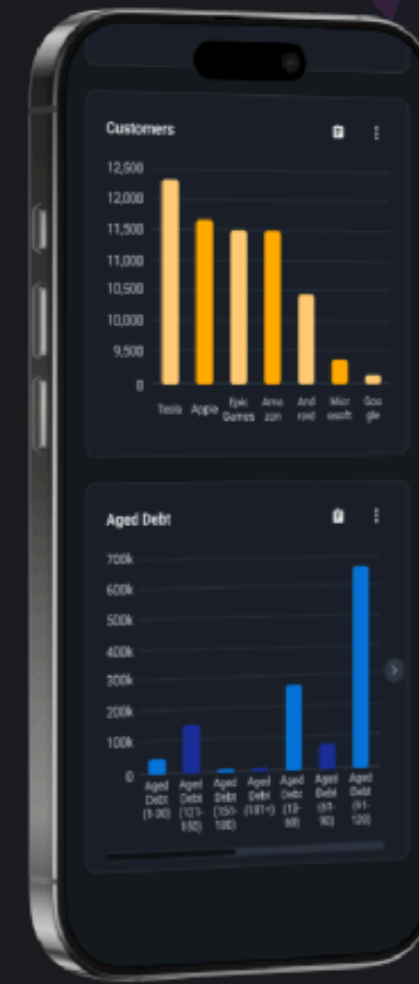 Customers
12,500
12,000
11,500
11,000
10,500
10,000
9,500
0
Tesla
Apple
Epic
Games
Ama
zon
And
roid
Micr
osoft
Goo
gle
Aged Debt
700k
600k
500k
400k
300k
200k
100k
0
Aged
Debt
(1-30)
Aged
Debt
(121-
150)
Aged
Debt
(151-
180)
Aged
Debt
(181+)
Aged
Debt
60)
Aged
Debt
(61-
90)
Aged
Debt
(91-
120)